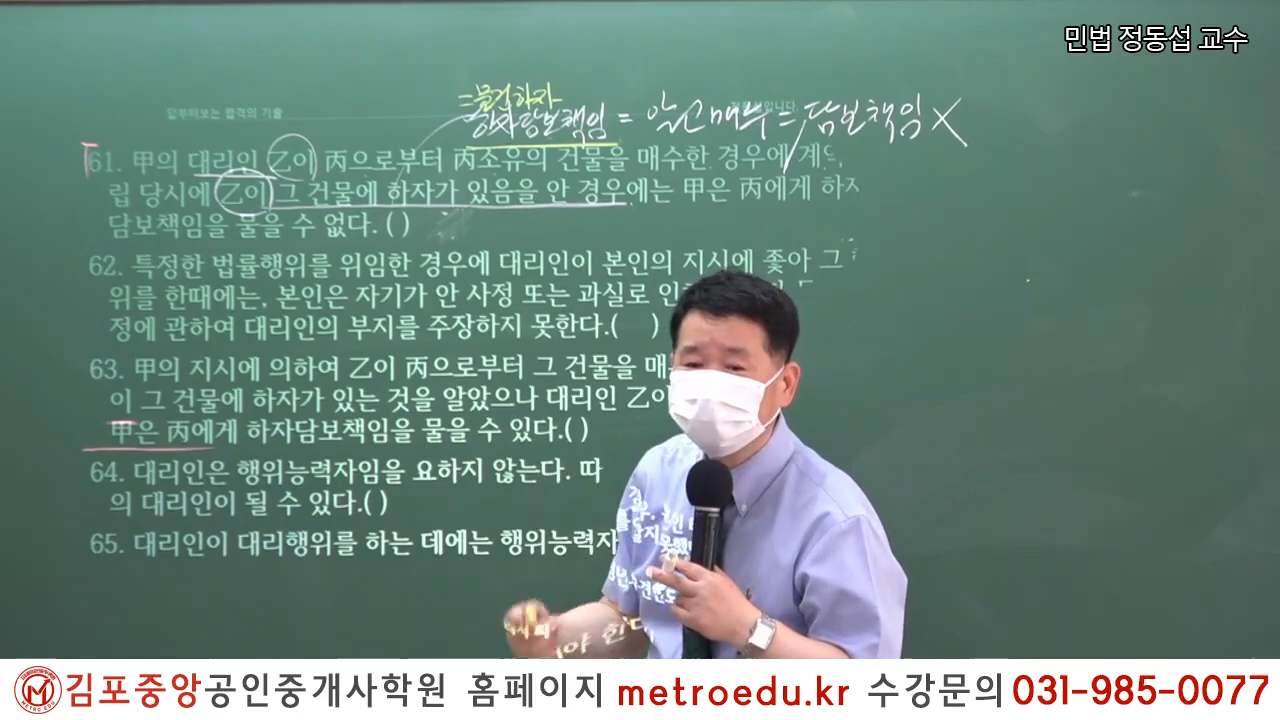 민법 정동섭 교수
답부터보는 합격의 기술
=물건하자
하자담보책임 = 알고매수 = 담보책임 X
61. 甲의 대리인 乙이 丙으로부터 丙소유의 건물을 매수한 경우에 계
립 당시에 乙이 그 건물에 하자가 있음을 안 경우에는 甲은 丙에게 하자
담보책임을 물을 수 없다. ( )
62. 특정한 법률행위를 위임한 경우에 대리인이 본인의 지시에 좇아 그
위를 한때에는, 본인은 자기가 안 사정 또는 과실로 인
정에 관하여 대리인의 부지를 주장하지 못한다.( )
63. 甲의 지시에 의하여 乙이 丙으로부터 그 건물을 매
이 그 건물에 하자가 있는 것을 알았으나 대리인 乙이
甲은 丙에게 하자담보책임을 물을 수 있다.( )
64. 대리인은 행위능력자임을 요하지 않는다. 따
의 대리인이 될 수 있다.( )
65. 대리인이 대리행위를 하는 데에는 행위능력자
야 한다
김포중앙공인중개사학원 홈페이지 metroedu.kr 수강문의 031-985-0077